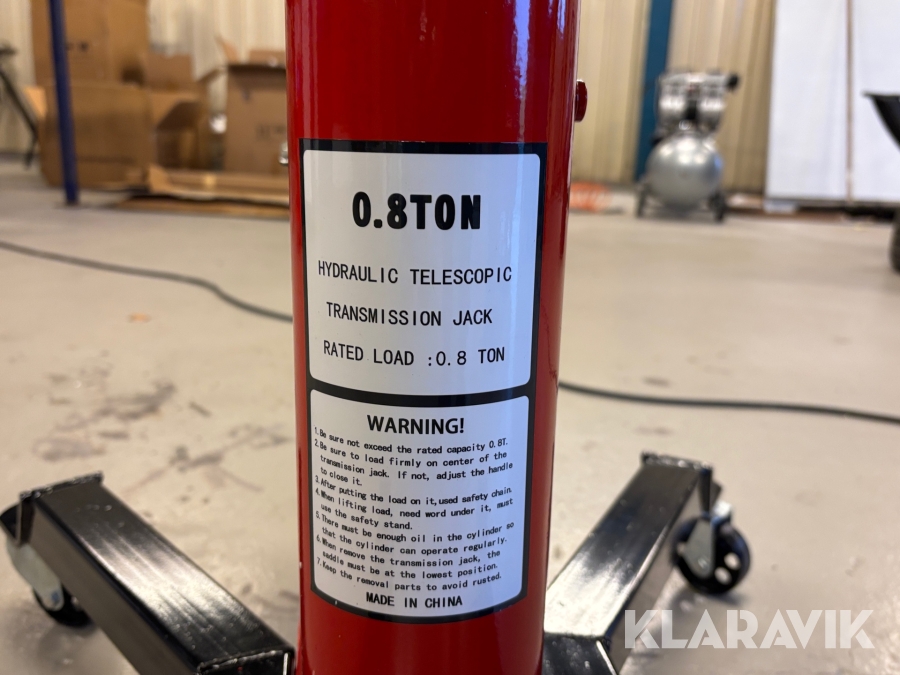 0.8TON
HYDRAULIC TELESCOPIC
TRANSMISSION JACK
RATED LOAD :0.8 TON
WARNING!
1.Be sure not exceed the rated capacity 0.8T.
2.Be sure to load firmly on center of the
transmission jack. If not, adjust the handle
to close it.
3.After putting the load on it,used safety chain.
4.When lifting load, need word under it, must
use the safety stand.
5.There must be enough oil in the cylinder so
that the cylinder can operate regularly.
6.When remove the transmission jack, the
saddle must be at the lowest position.
7.Keep the removal parts to avoid rusted.
MADE IN CHINA
KLARAVIK